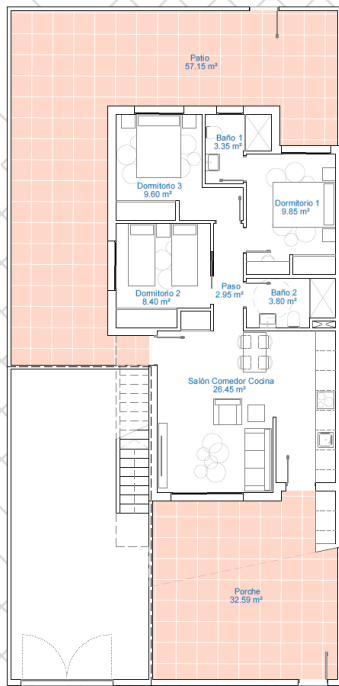 Patio
57.15 m²
Baño 1
3.35 m²
Dormitorio 3
9.60 m²
Dormitorio 1
9.85 m²
Dormitorio 2
8.40 m²
Paso
2.95 m²
Baño 2
3.80 m²
Salón Comedor Cocina
26.45 m²
Porche
32.59 m²